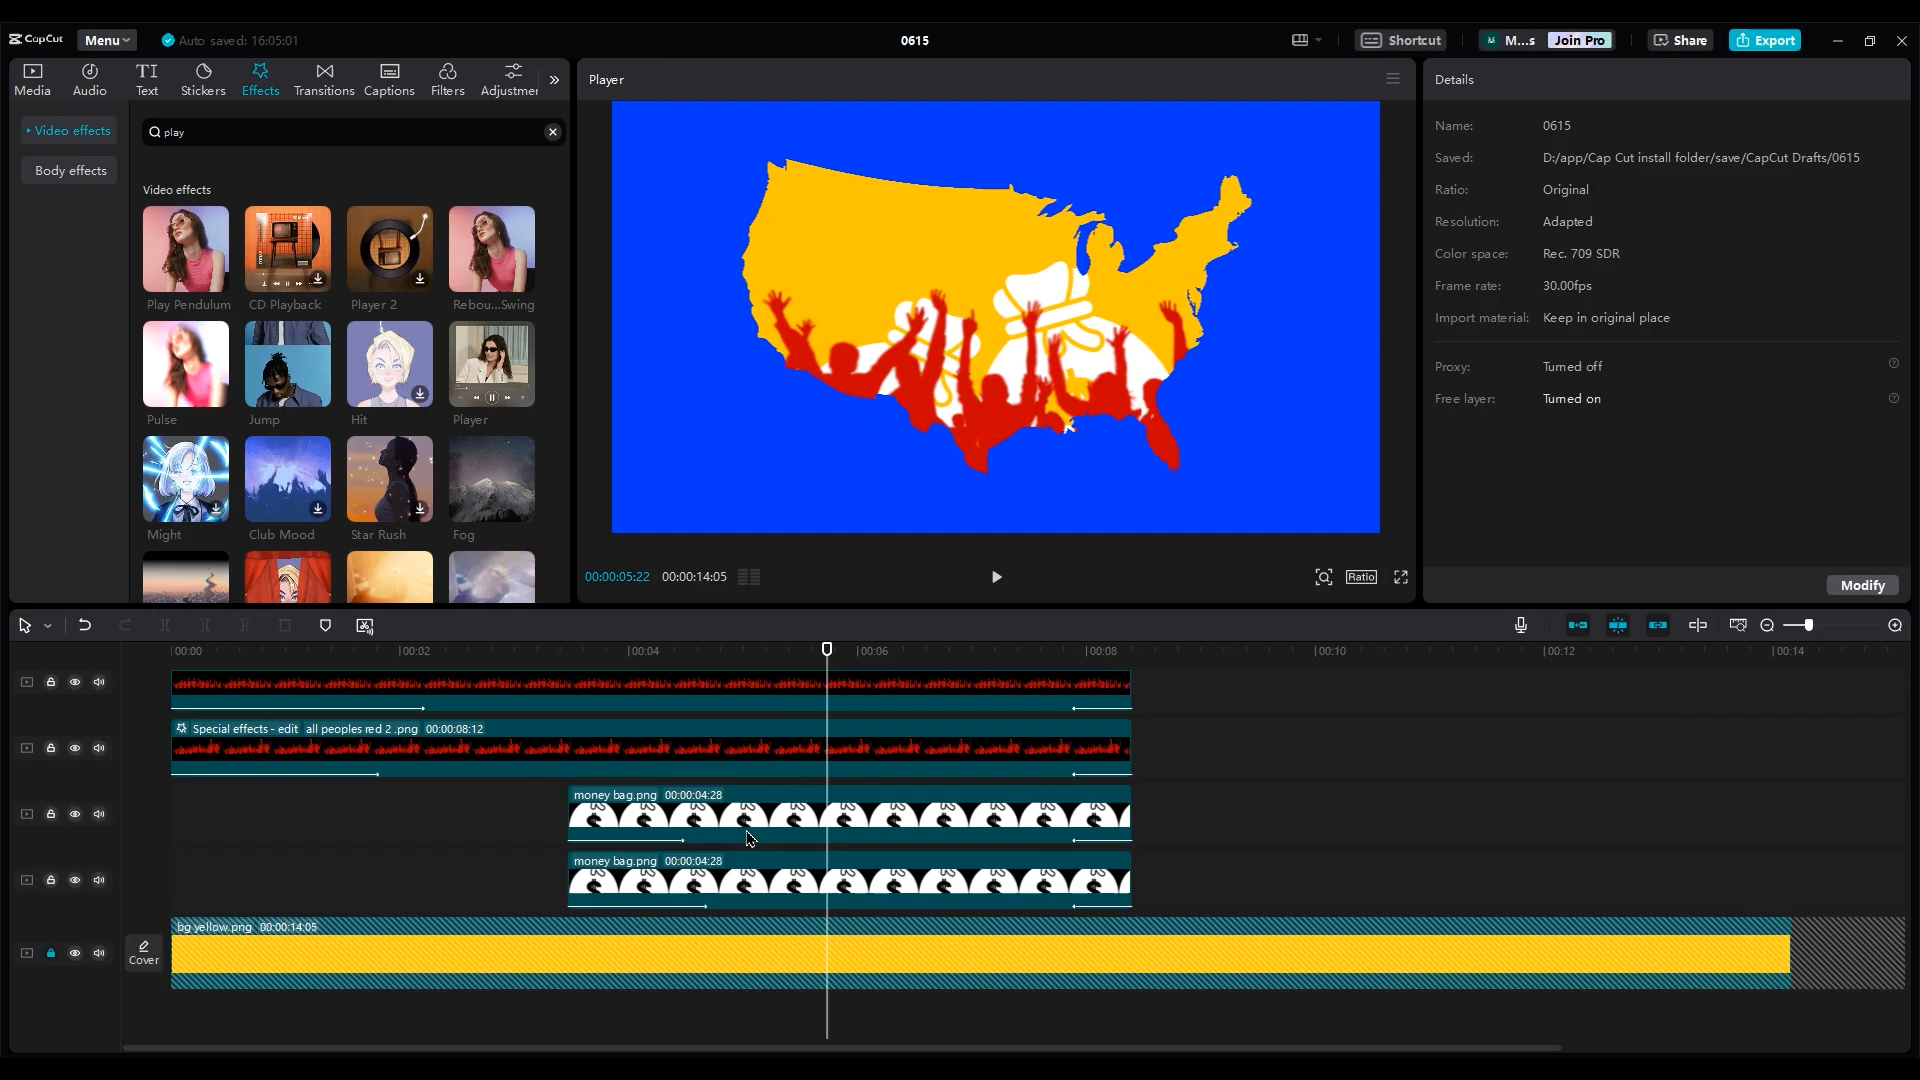 CapCut
Menu
Auto saved: 16:05:01
0615
Shortcut
M...s
Join Pro
Share
Export
Media
Audio
TI
Text
Stickers
Effects
Transitions
Captions
Filters
Adjustmen
Player
Details
Video effects
Body effects
play
Video effects
Play Pendulum
CD Playback
Player 2
Rebou...Swing
Pulse
Jump
Hit
Player
Might
Club Mood
Star Rush
Fog
00:00:05:22
00:00:14:05
Ratio
Name: 0615
Saved: D:/app/Cap Cut install folder/save/CapCut Drafts/0615
Ratio: Original
Resolution: Adapted
Color space: Rec. 709 SDR
Frame rate: 30.00fps
Import material: Keep in original place
Proxy: Turned off
Free layer: Turned on
Modify
00:00
00:02
00:04
00:06
00:08
00:10
00:12
00:14
Special effects - edit all peoples red 2 .png 00:00:08:12
money bag.png 00:00:04:28
money bag.png 00:00:04:28
bg yellow.png 00:00:14:05
Cover